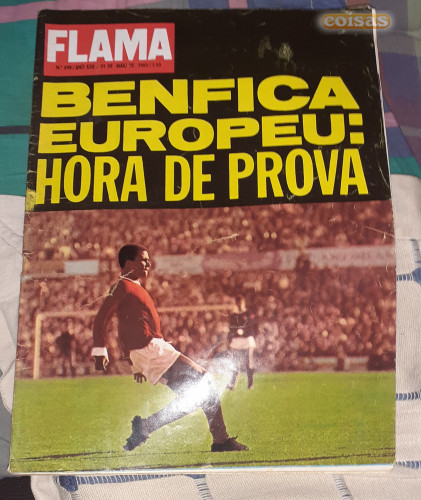 coisas
FLAMA
BENFICA
EUROPEU:
HORA DE PROVA